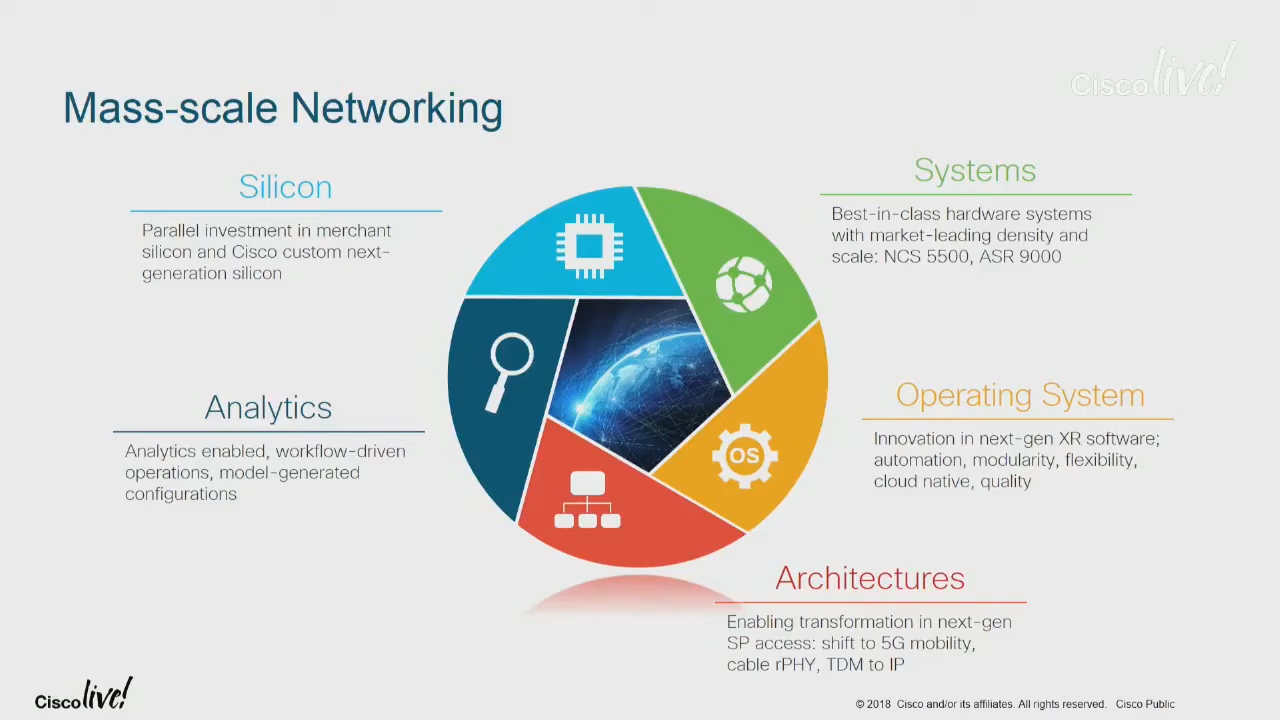 Cisco live!
Mass-scale Networking
Silicon
Parallel investment in merchant
silicon and Cisco custom next-
generation silicon
Systems
Best-in-class hardware systems
with market-leading density and
scale: NCS 5500, ASR 9000
Analytics
Analytics enabled, workflow-driven
operations, model-generated
configurations
Operating System
Innovation in next-gen XR software;
automation, modularity, flexibility,
cloud native, quality
OS
Architectures
Enabling transformation in next-gen
SP access: shift to 5G mobility,
cable rPHY, TDM to IP
Cisco live!
© 2018 Cisco and/or its affiliates. All rights reserved. Cisco Public